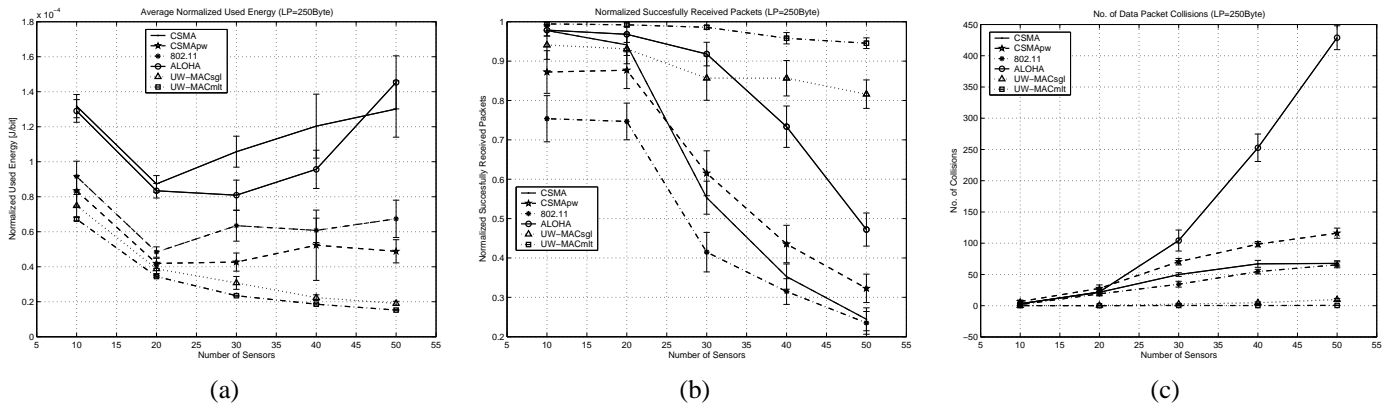 Average Normalized Used Energy (LP=250Byte)
x 10⁻⁴
1.8
1.6
1.4
1.2
1
0.8
0.6
0.4
0.2
0
Normalized Used Energy [J/bit]
CSMA
CSMApw
802.11
ALOHA
UW−MACsgl
UW−MACmlt
5
10
15
20
25
30
35
40
45
50
55
Number of Sensors
(a)
Normalized Succesfully Received Packets (LP=250Byte)
1
0.9
0.8
0.7
0.6
0.5
0.4
0.3
0.2
Normalized Succesfully Received Packets
CSMA
CSMApw
802.11
ALOHA
UW−MACsgl
UW−MACmlt
5
10
15
20
25
30
35
40
45
50
55
Number of Sensors
(b)
No. of Data Packet Collisions (LP=250Byte)
450
400
350
300
250
200
150
100
50
0
−50
No. of Collisions
CSMA
CSMApw
802.11
ALOHA
UW−MACsgl
UW−MACmlt
5
10
15
20
25
30
35
40
45
50
55
Number of Sensors
(c)